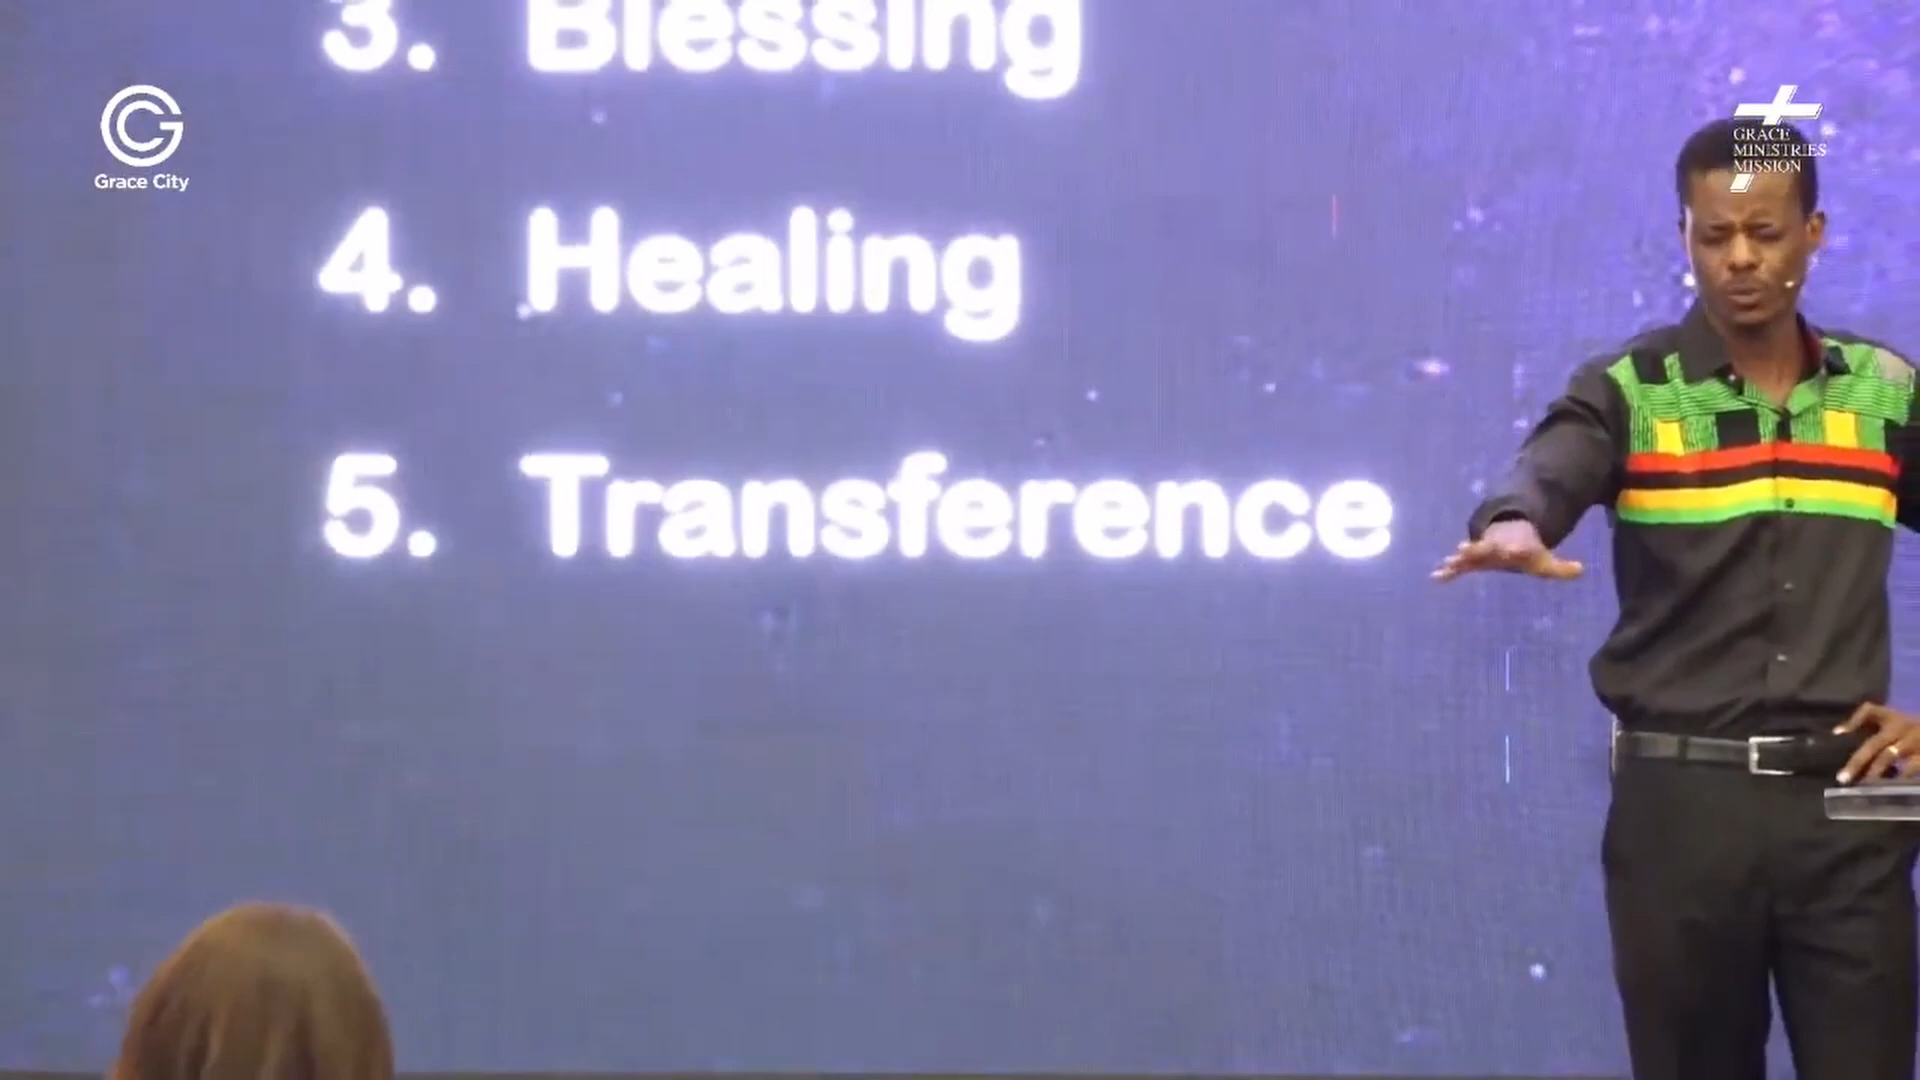 3. Blessing
Grace City
GRACE
MINISTRIES
MISSION
4. Healing
5. Transference